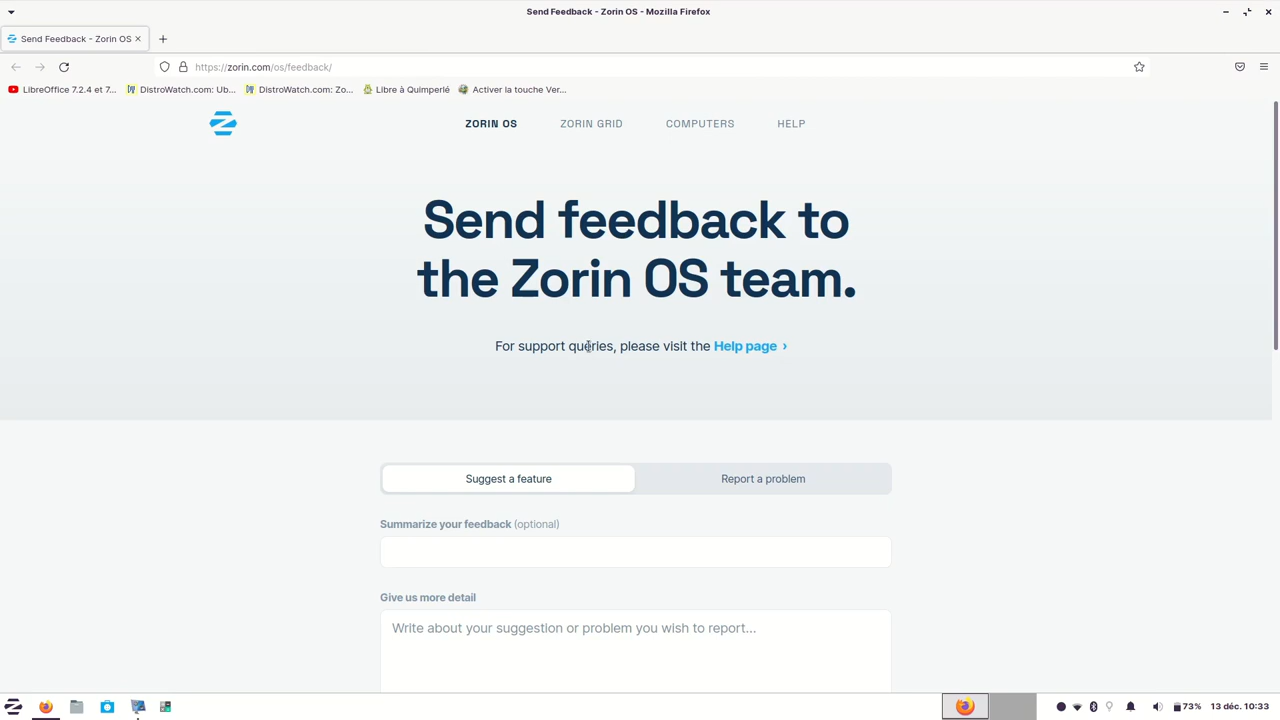 Send Feedback - Zorin OS - Mozilla Firefox
Send Feedback - Zorin OS
https://zorin.com/os/feedback/
LibreOffice 7.2.4 et 7...
DistroWatch.com: Ub...
DistroWatch.com: Zo...
Libre à Quimperlé
Activer la touche Ver...
ZORIN OS
ZORIN GRID
COMPUTERS
HELP
Send feedback to
the Zorin OS team.
For support queries, please visit the Help page ›
Suggest a feature
Report a problem
Summarize your feedback (optional)
Give us more detail
Write about your suggestion or problem you wish to report...
73%
13 déc. 10:33